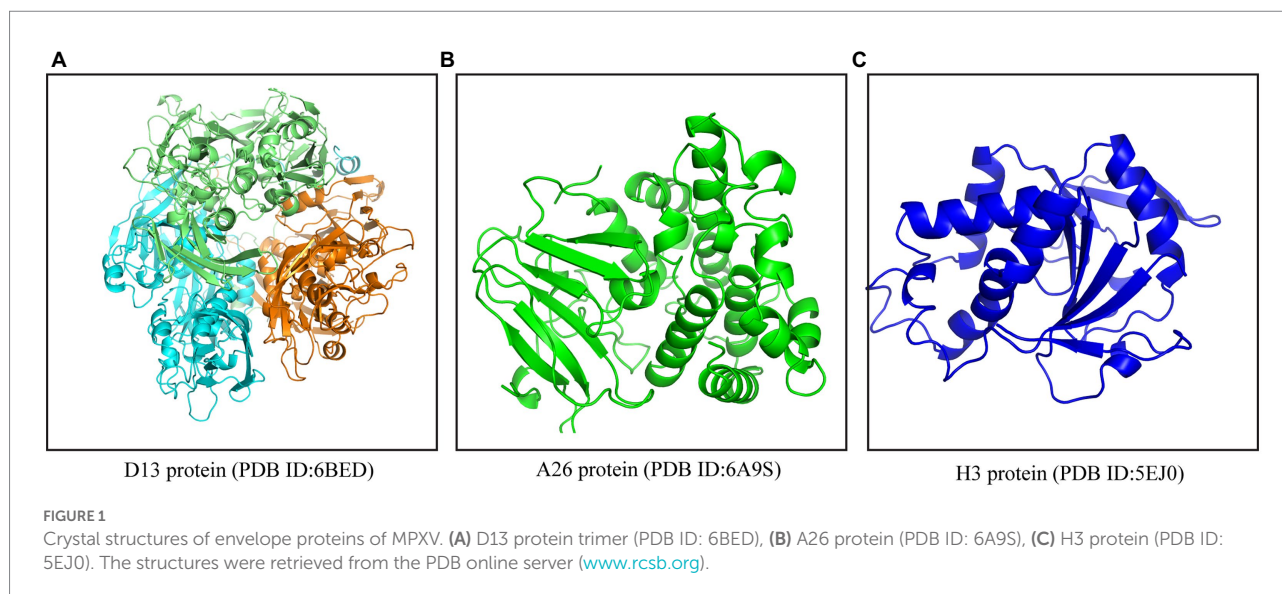 A
B
C
D13 protein (PDB ID:6BED)
A26 protein (PDB ID:6A9S)
H3 protein (PDB ID:5EJ0)
FIGURE 1
Crystal structures of envelope proteins of MPXV. (A) D13 protein trimer (PDB ID: 6BED), (B) A26 protein (PDB ID: 6A9S), (C) H3 protein (PDB ID:
5EJ0). The structures were retrieved from the PDB online server (www.rcsb.org).